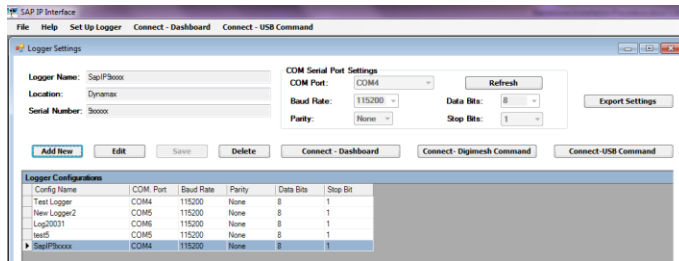 SAP IP Interface
File Help Set Up Logger Connect - Dashboard Connect - USB Command
Logger Settings
Logger Name: SapIP9xxxx
Location: Dynamax
Serial Number: 9xxxx
COM Serial Port Settings
COM Port: COM4 Refresh
Baud Rate: 115200 Data Bits: 8
Parity: None Stop Bits: 1
Export Settings
Add New Edit Save Delete Connect - Dashboard Connect- Digimesh Command Connect-USB Command
Logger Configurations
Config Name COM. Port Baud Rate Parity Data Bits Stop Bit
Test Logger COM4 115200 None 8 1
New Logger2 COM5 115200 None 8 1
Log20031 COM6 115200 None 8 1
test5 COM5 115200 None 8 1
SapIP9xxxx COM4 115200 None 8 1